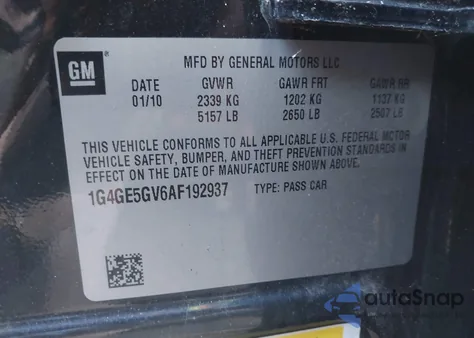 GM
MFD BY GENERAL MOTORS LLC
DATE GVWR GAWR FRT GAWR RR
01/10 2339 KG 1202 KG 1137 KG
5157 LB 2650 LB 2507 LB
THIS VEHICLE CONFORMS TO ALL APPLICABLE U.S. FEDERAL MOTOR
VEHICLE SAFETY, BUMPER, AND THEFT PREVENTION STANDARDS IN
EFFECT ON THE DATE OF MANUFACTURE SHOWN ABOVE.
1G4GE5GV6AF192937 TYPE: PASS CAR
autoSnap